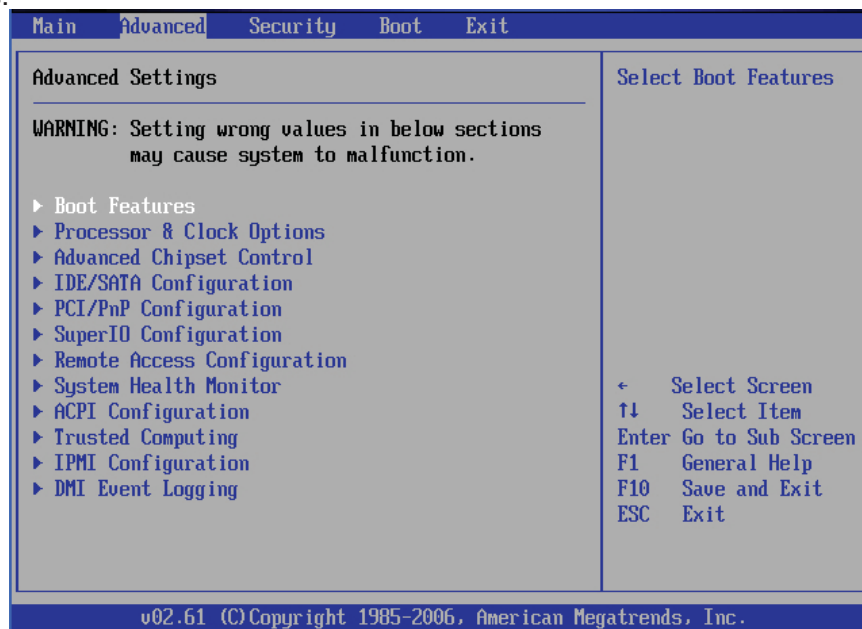 Main Advanced Security Boot Exit
Advanced Settings
WARNING: Setting wrong values in below sections
may cause system to malfunction.
▶ Boot Features
▶ Processor & Clock Options
▶ Advanced Chipset Control
▶ IDE/SATA Configuration
▶ PCI/PnP Configuration
▶ SuperIO Configuration
▶ Remote Access Configuration
▶ System Health Monitor
▶ ACPI Configuration
▶ Trusted Computing
▶ IPMI Configuration
▶ DMI Event Logging
Select Boot Features
← Select Screen
↑↓ Select Item
Enter Go to Sub Screen
F1 General Help
F10 Save and Exit
ESC Exit
v02.61 (C)Copyright 1985-2006, American Megatrends, Inc.